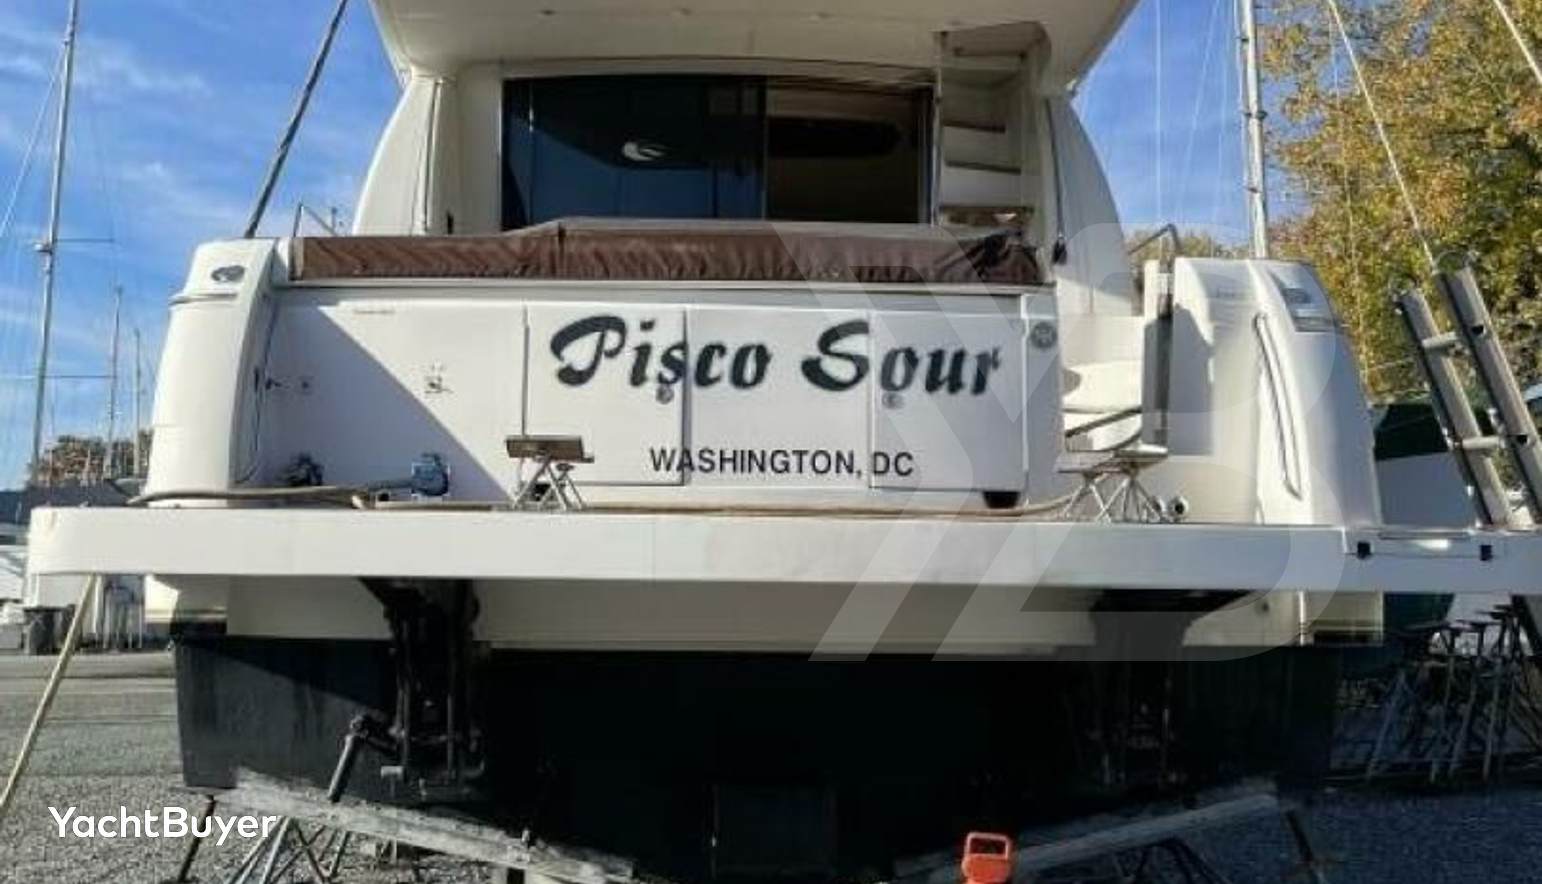 Pisco Sour
WASHINGTON, DC
YachtBuyer